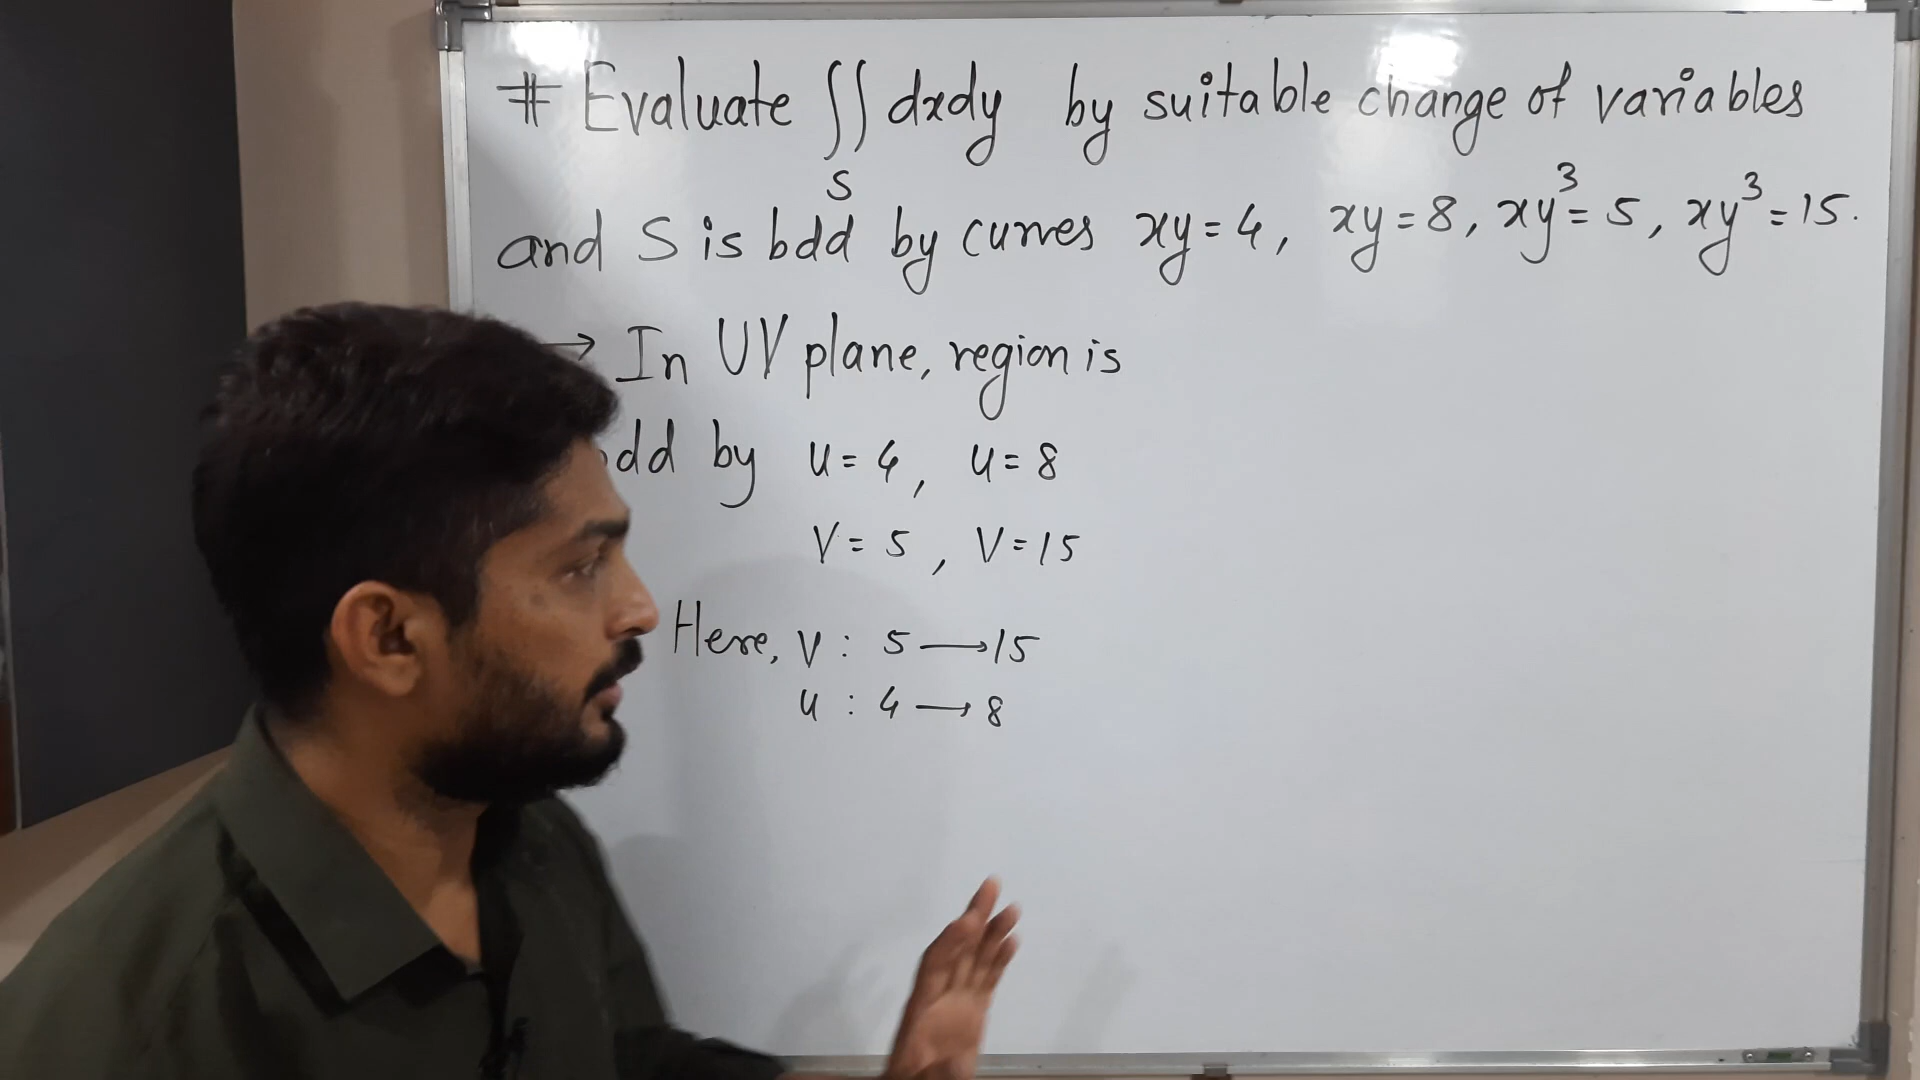 # Evaluate ∬ dxdy by suitable change of variables
S
and S is bdd by curves xy = 4, xy = 8, xy³ = 5, xy³ = 15.
→ In UV plane, region is
dd by u = 4, u = 8
V = 5, V = 15
Here, V : 5 → 15
u : 4 → 8